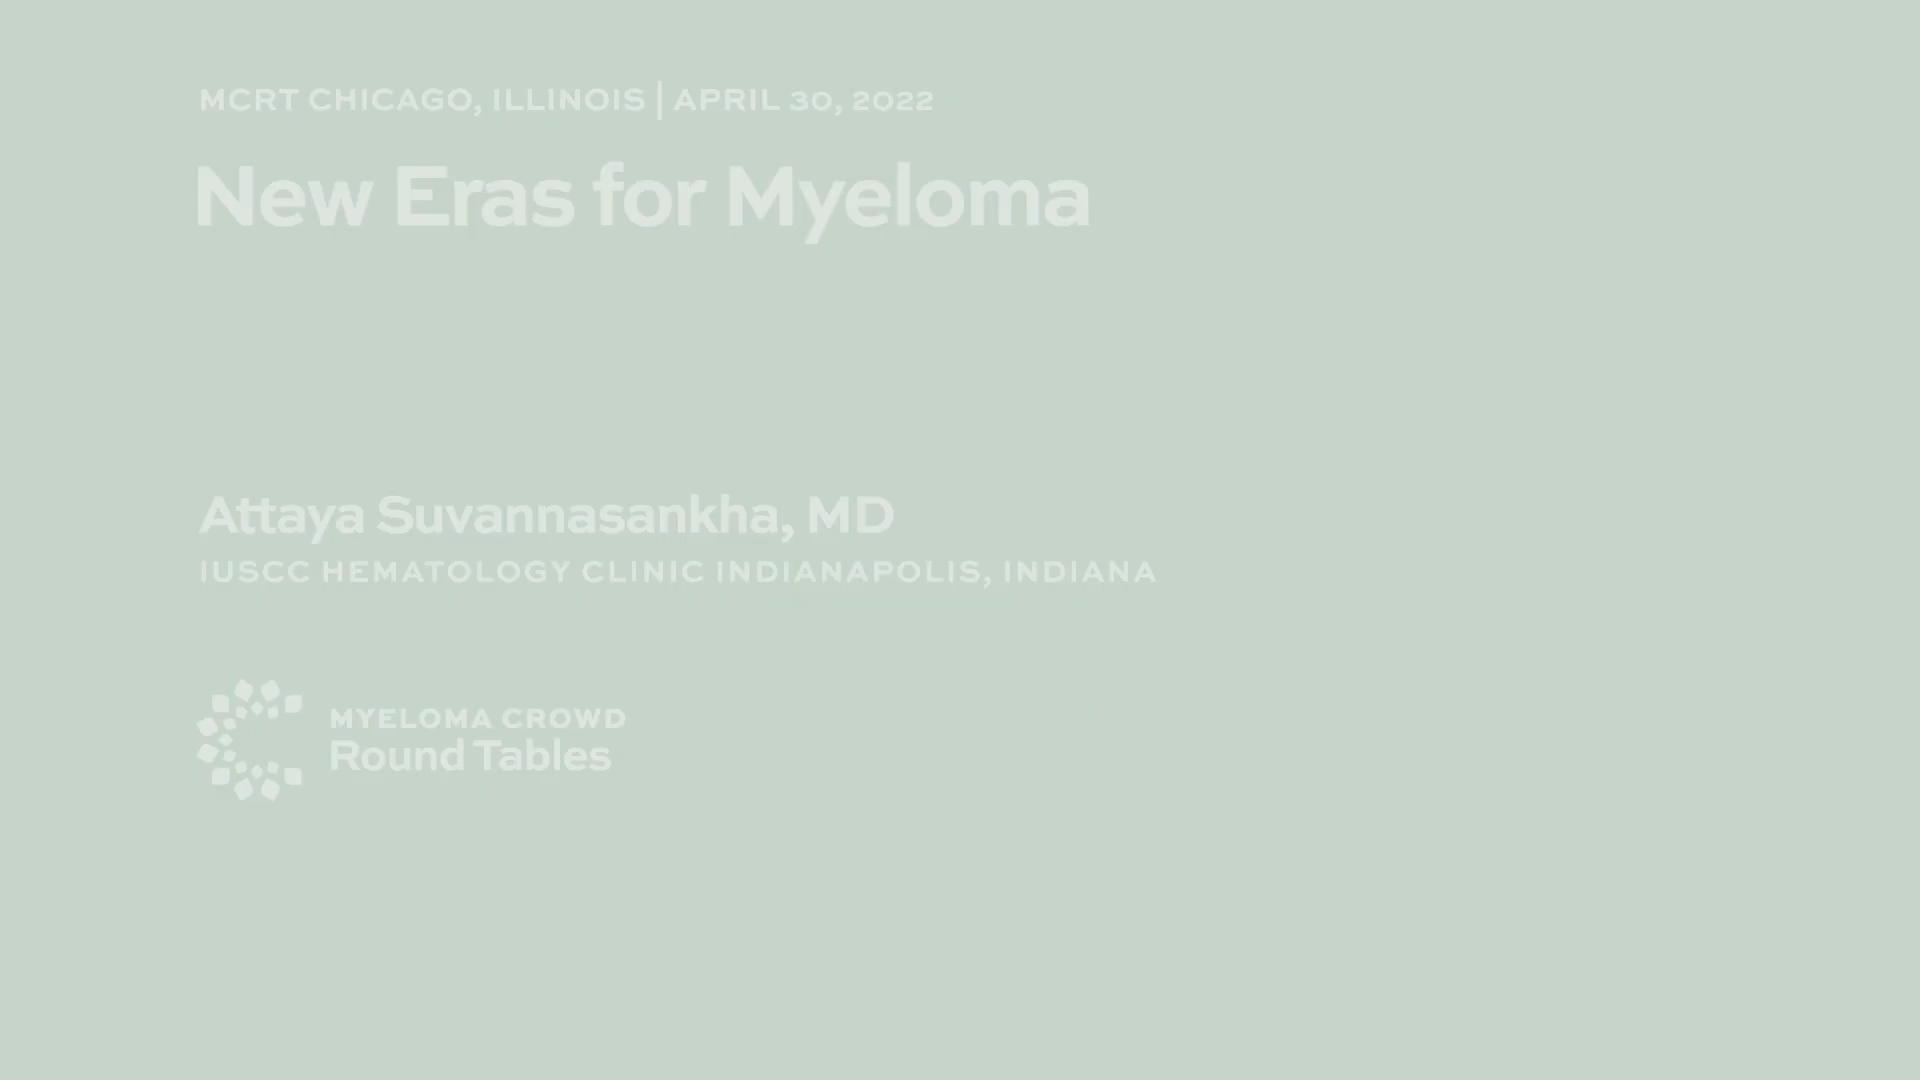 MCRT CHICAGO, ILLINOIS | APRIL 30, 2022
New Eras for Myeloma
Attaya Suvannasankha, MD
IUSCC HEMATOLOGY CLINIC INDIANAPOLIS, INDIANA
MYELOMA CROWD
Round Tables